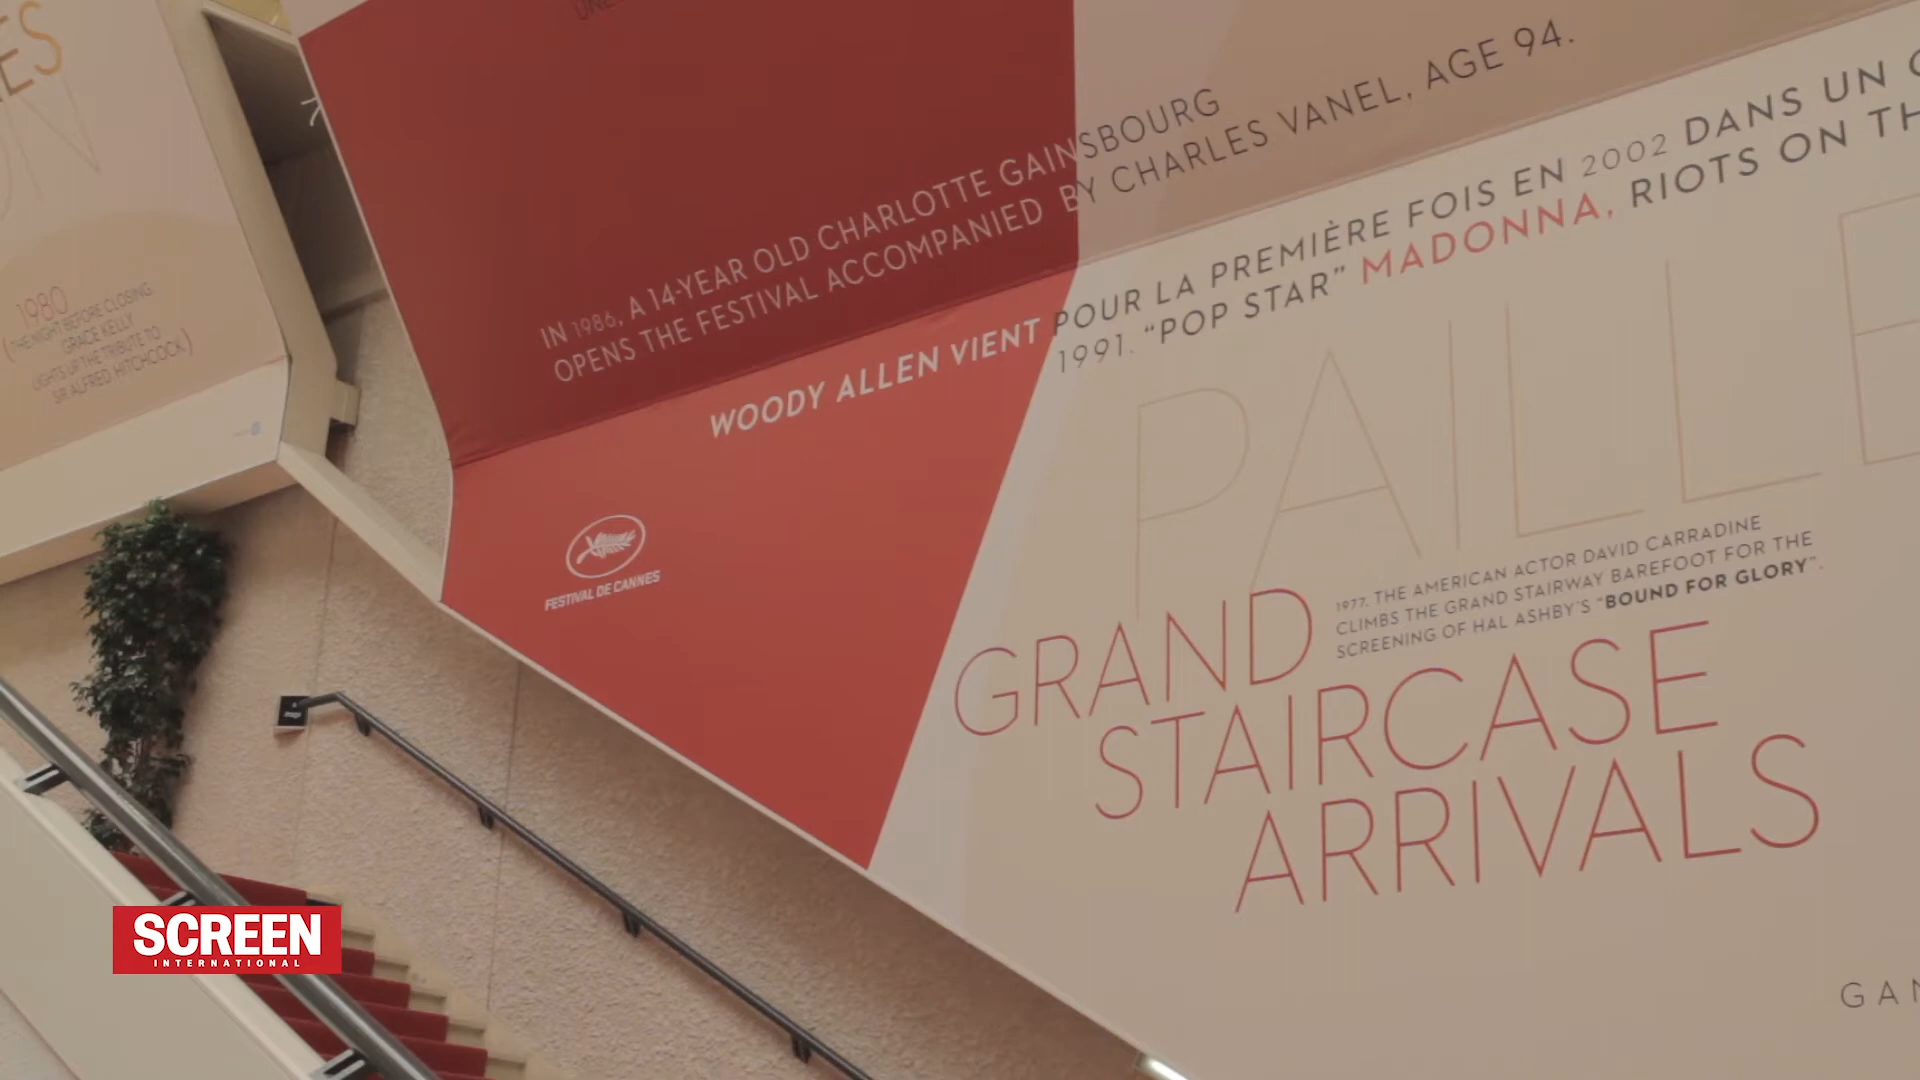 ES
ON
1980
(THE NIGHT BEFORE CLOSING,
GRACE KELLY
LIGHTS UP THE TRIBUTE TO
SIR ALFRED HITCHCOCK)
IN 1986, A 14-YEAR OLD CHARLOTTE GAINSBOURG
OPENS THE FESTIVAL ACCOMPANIED BY CHARLES VANEL, AGE 94.
WOODY ALLEN VIENT POUR LA PREMIÈRE FOIS EN 2002 DANS UN
1991. “POP STAR” MADONNA, RIOTS ON TH
PAILLE
FESTIVAL DE CANNES
1977. THE AMERICAN ACTOR DAVID CARRADINE
CLIMBS THE GRAND STAIRWAY BAREFOOT FOR THE
SCREENING OF HAL ASHBY'S “BOUND FOR GLORY”.
GRAND
STAIRCASE
ARRIVALS
GAN
SCREEN
INTERNATIONAL